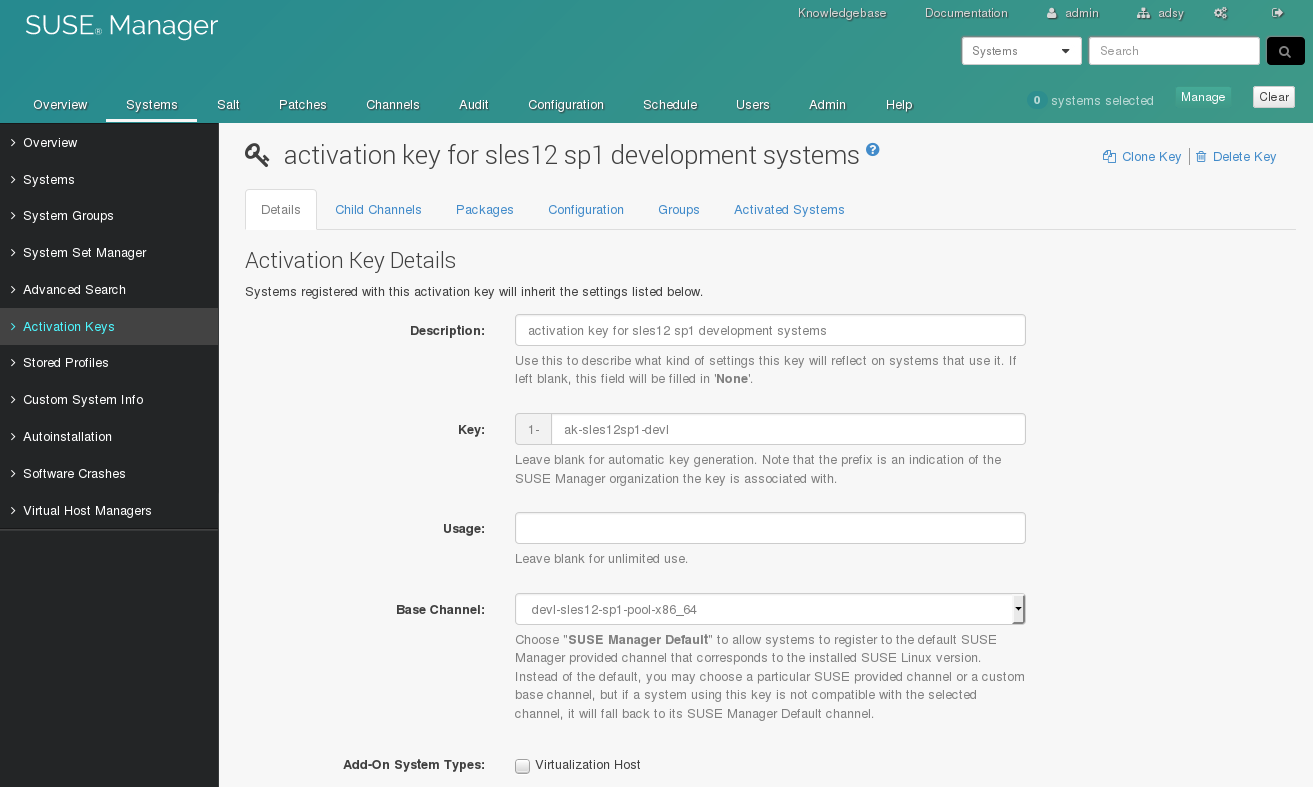 SUSE® Manager
Knowledgebase Documentation admin adsy
Systems Search
Overview Systems Salt Patches Channels Audit Configuration Schedule Users Admin Help
0 systems selected Manage Clear
Overview
Systems
System Groups
System Set Manager
Advanced Search
Activation Keys
Stored Profiles
Custom System Info
Autoinstallation
Software Crashes
Virtual Host Managers
activation key for sles12 sp1 development systems ?
Clone Key | Delete Key
Details Child Channels Packages Configuration Groups Activated Systems
Activation Key Details
Systems registered with this activation key will inherit the settings listed below.
Description: activation key for sles12 sp1 development systems
Use this to describe what kind of settings this key will reflect on systems that use it. If
left blank, this field will be filled in 'None'.
Key: 1- ak-sles12sp1-devl
Leave blank for automatic key generation. Note that the prefix is an indication of the
SUSE Manager organization the key is associated with.
Usage:
Leave blank for unlimited use.
Base Channel: devl-sles12-sp1-pool-x86_64
Choose "SUSE Manager Default" to allow systems to register to the default SUSE
Manager provided channel that corresponds to the installed SUSE Linux version.
Instead of the default, you may choose a particular SUSE provided channel or a custom
base channel, but if a system using this key is not compatible with the selected
channel, it will fall back to its SUSE Manager Default channel.
Add-On System Types: Virtualization Host